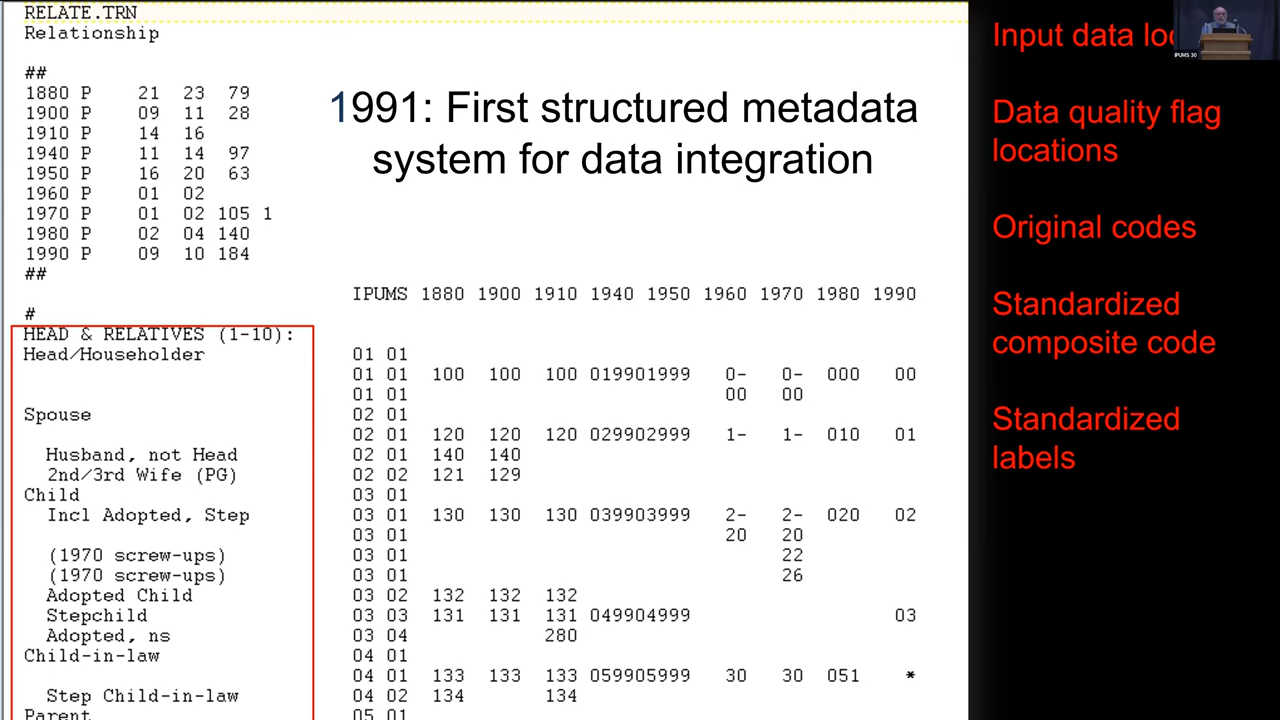 RELATE.TRN
Relationship
##
1880 P 21 23 79
1900 P 09 11 28
1910 P 14 16
1940 P 11 14 97
1950 P 16 20 63
1960 P 01 02
1970 P 01 02 105 1
1980 P 02 04 140
1990 P 09 10 184
##
1991: First structured metadata
system for data integration
IPUMS 1880 1900 1910 1940 1950 1960 1970 1980 1990
#
HEAD & RELATIVES (1-10):
Head/Householder 01 01
01 01 100 100 100 019901999 0- 0- 000 00
01 01 00 00
Spouse 02 01
02 01 120 120 120 029902999 1- 1- 010 01
Husband, not Head 02 01 140 140
2nd/3rd Wife (PG) 02 02 121 129
Child 03 01
Incl Adopted, Step 03 01 130 130 130 039903999 2- 2- 020 02
03 01 20 20
(1970 screw-ups) 03 01 22
(1970 screw-ups) 03 01 26
Adopted Child 03 02 132 132 132
Stepchild 03 03 131 131 131 049904999 03
Adopted, ns 03 04 280
Child-in-law 04 01
04 01 133 133 133 059905999 30 30 051 *
Step Child-in-law 04 02 134 134
Parent 05 01
Input data
Data quality flag
locations
Original codes
Standardized
composite code
Standardized
labels
IPUMS 30